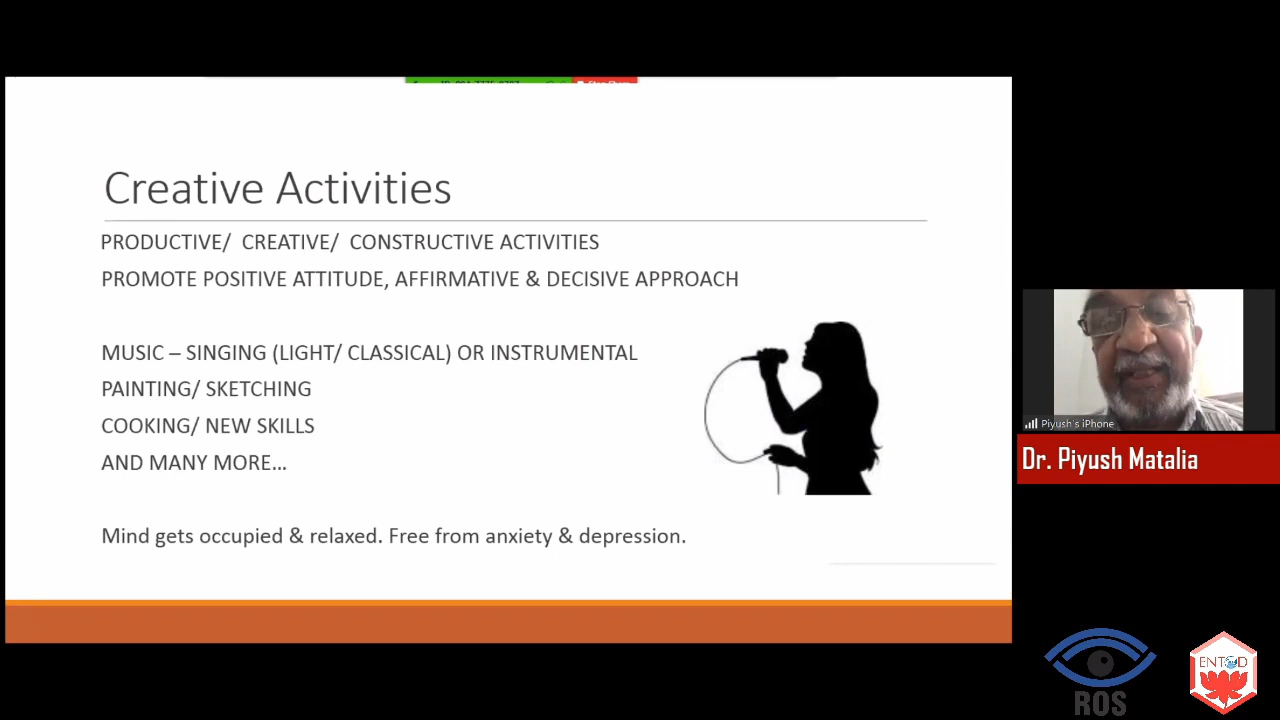 Creative Activities
PRODUCTIVE/ CREATIVE/ CONSTRUCTIVE ACTIVITIES
PROMOTE POSITIVE ATTITUDE, AFFIRMATIVE & DECISIVE APPROACH
MUSIC – SINGING (LIGHT/ CLASSICAL) OR INSTRUMENTAL
PAINTING/ SKETCHING
COOKING/ NEW SKILLS
AND MANY MORE...
Mind gets occupied & relaxed. Free from anxiety & depression.
Piyush's iPhone
Dr. Piyush Matalia
ROS
ENTOD